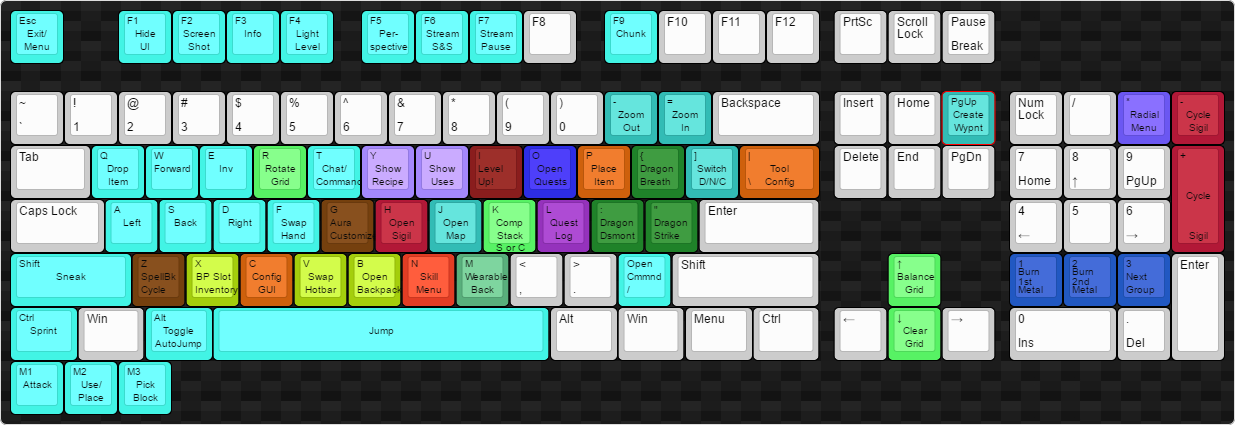 Esc F1 F2 F3 F4 F5 F6 F7 F8 F9 F10 F11 F12 PrtSc Scroll Pause
Exit/ Hide Screen Info Light Per- Stream Stream Chunk Lock
Menu UI Shot Level spective S&S Pause Break
~ ! @ # $ % ^ & * ( ) - = Backspace Insert Home PgUp Num / * -
Zoom Zoom Create Lock Radial Cycle
` 1 2 3 4 5 6 7 8 9 0 Out In Wypnt Menu Sigil
Tab Q W E R T Y U I O P { ] | Delete End PgDn 7 8 9 +
Drop Forward Inv Rotate Chat/ Show Show Level Open Place Dragon Switch Tool
Item Grid Command Recipe Uses Up! Quests Item Breath D/N/C \ Config Home ↑ PgUp
Cycle
Caps Lock A S D F G H J K L : " Enter 4 5 6
Left Back Right Swap Aura Open Open Comp Quest Dragon Dragon
Hand Customize Sigil Map Stack Log Dsmont Strike ← → Sigil
S or C
Shift Z X C V B N M < > Open Shift ↑ 1 2 3 Enter
Sneak SpellBk BP Slot Config Swap Open Skill Wearable Cmmnd Balance Burn Burn Next
Cycle Inventory GUI Hotbar Backpack Menu Back , . / Grid 1st 2nd Group
Metal Metal
Ctrl Win Alt Jump Alt Win Menu Ctrl ← ↓ → 0 .
Sprint Toggle Clear
AutoJump Grid Ins Del
M1 M2 M3
Attack Use/ Pick
Place Block